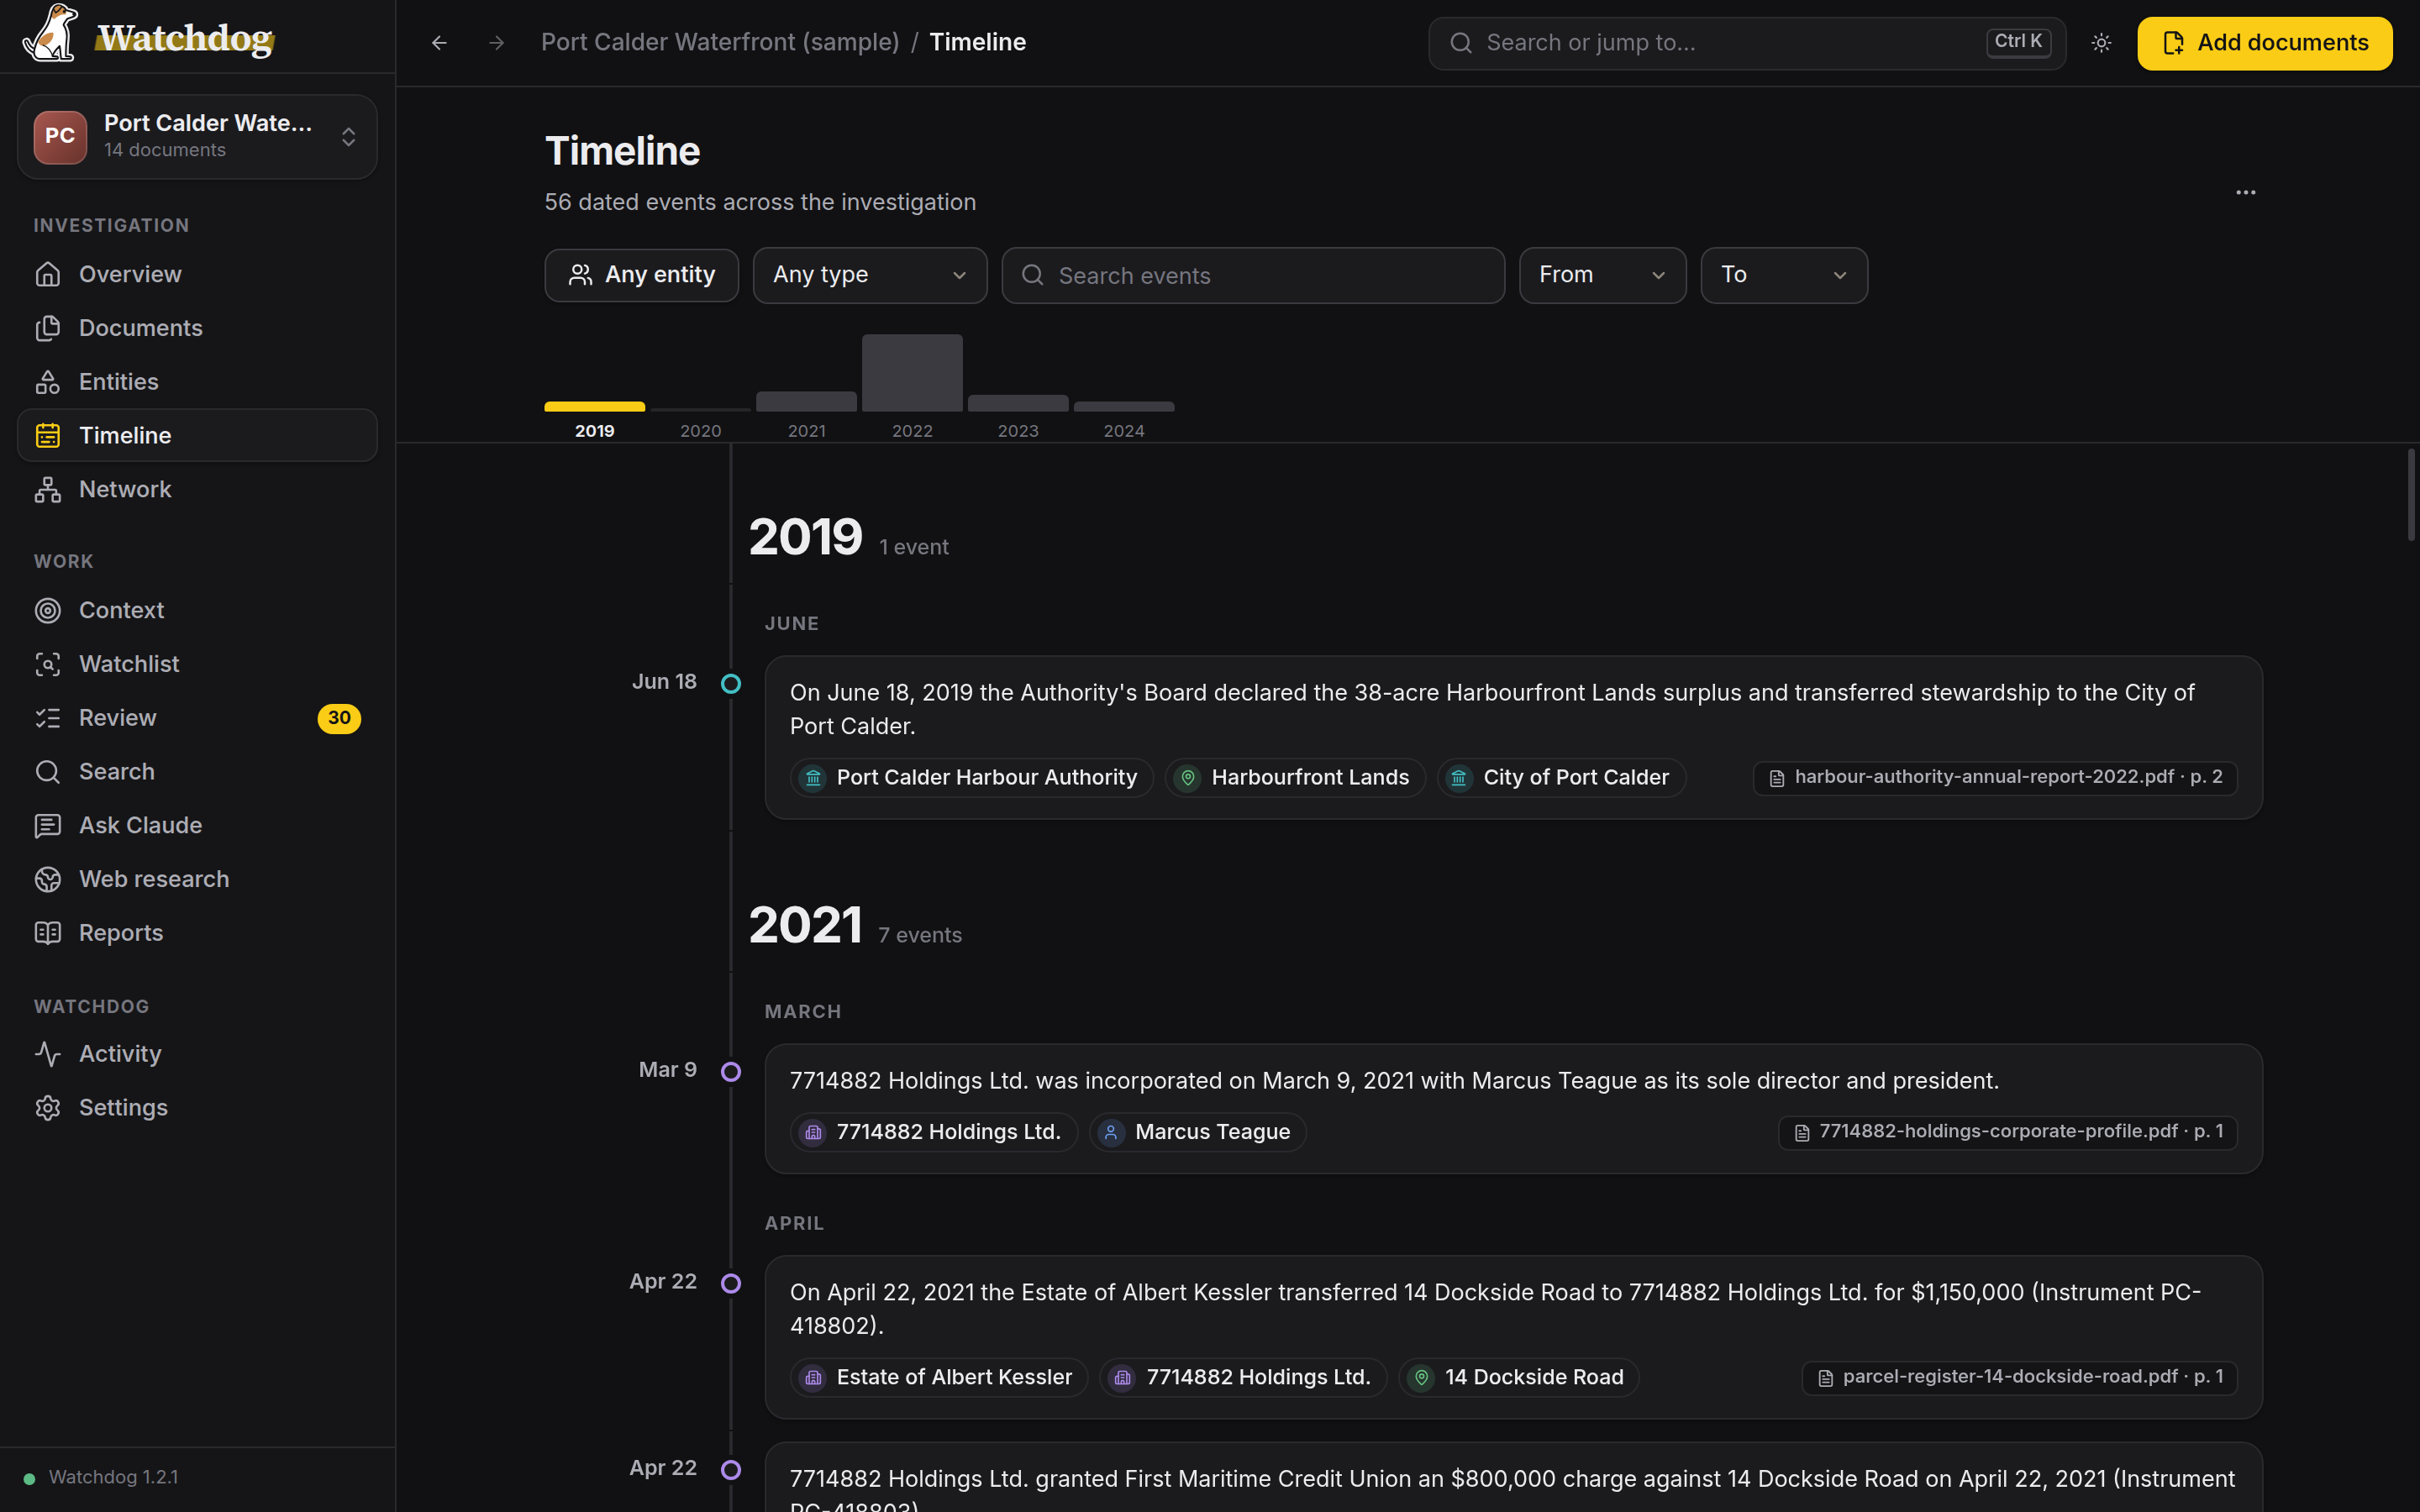 Watchdog
Port Calder Waterfront (sample) / Timeline
Search or jump to...
Ctrl K
Add documents
PC
Port Calder Wate...
14 documents
INVESTIGATION
Overview
Documents
Entities
Timeline
Network
WORK
Context
Watchlist
Review
30
Search
Ask Claude
Web research
Reports
WATCHDOG
Activity
Settings
Watchdog 1.2.1
Timeline
56 dated events across the investigation
Any entity
Any type
Search events
From
To
2019
2020
2021
2022
2023
2024
2019 1 event
JUNE
Jun 18
On June 18, 2019 the Authority's Board declared the 38-acre Harbourfront Lands surplus and transferred stewardship to the City of
Port Calder.
Port Calder Harbour Authority
Harbourfront Lands
City of Port Calder
harbour-authority-annual-report-2022.pdf · p. 2
2021 7 events
MARCH
Mar 9
7714882 Holdings Ltd. was incorporated on March 9, 2021 with Marcus Teague as its sole director and president.
7714882 Holdings Ltd.
Marcus Teague
7714882-holdings-corporate-profile.pdf · p. 1
APRIL
Apr 22
On April 22, 2021 the Estate of Albert Kessler transferred 14 Dockside Road to 7714882 Holdings Ltd. for $1,150,000 (Instrument PC-
418802).
Estate of Albert Kessler
7714882 Holdings Ltd.
14 Dockside Road
parcel-register-14-dockside-road.pdf · p. 1
Apr 22
7714882 Holdings Ltd. granted First Maritime Credit Union an $800,000 charge against 14 Dockside Road on April 22, 2021 (Instrument
PC-418803)